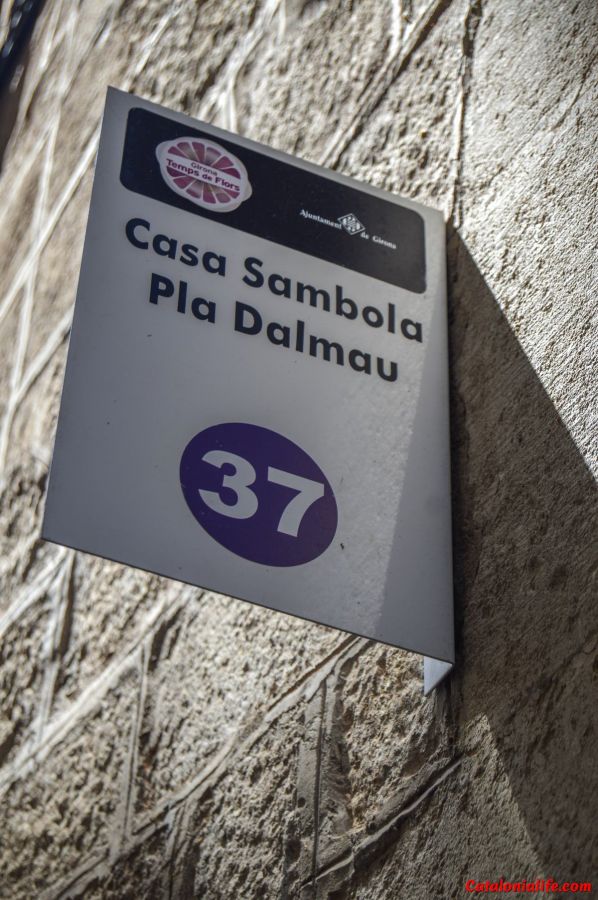 Girona
Temps de Flors
Ajuntament de Girona
Casa Sambola
Pla Dalmau
37
Catalonialife.com